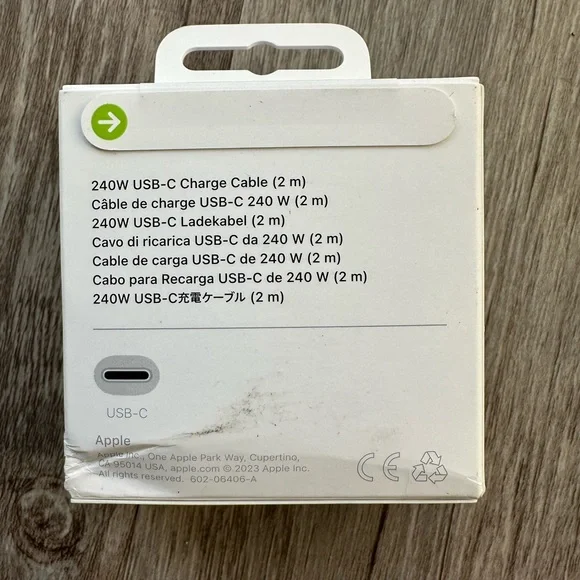 240W USB-C Charge Cable (2 m)
Câble de charge USB-C 240 W (2 m)
240W USB-C Ladekabel (2 m)
Cavo di ricarica USB-C da 240 W (2 m)
Cable de carga USB-C de 240 W (2 m)
Cabo para Recarga USB-C de 240 W (2 m)
240W USB-C充電ケーブル (2 m)
USB-C
Apple
Apple Inc., One Apple Park Way, Cupertino,
CA 95014 USA, apple.com © 2023 Apple Inc.
All rights reserved. 602-06406-A
CE